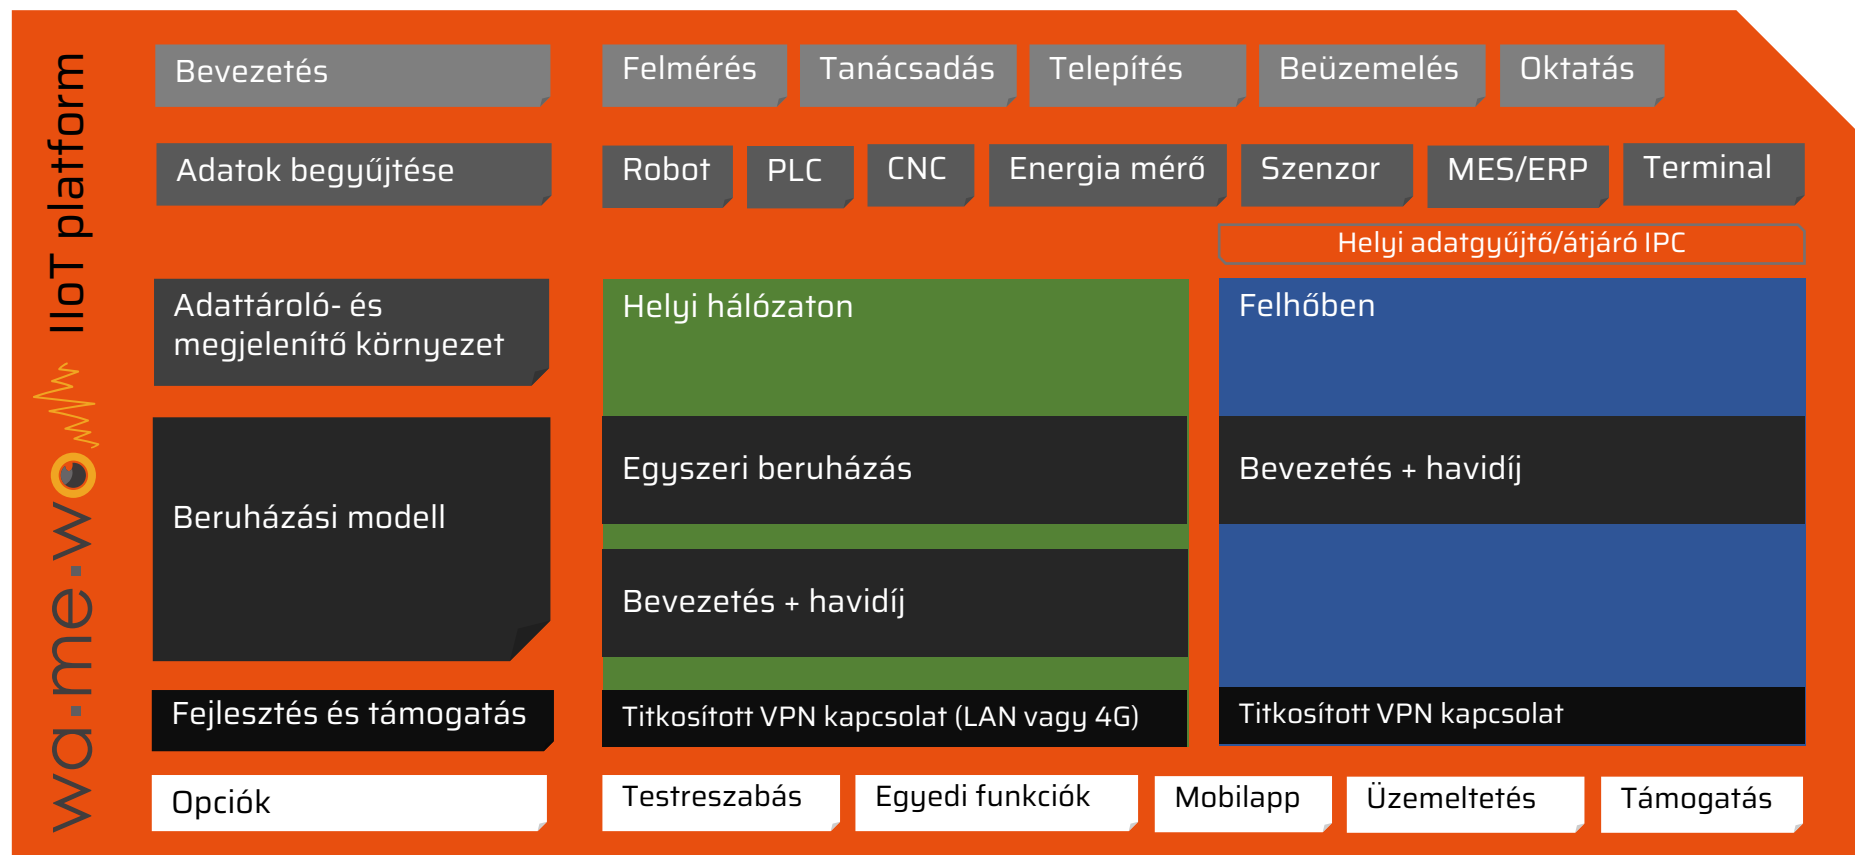 wa.me.wo IIoT platform
Bevezetés
Felmérés
Tanácsadás
Telepítés
Beüzemelés
Oktatás
Adatok begyűjtése
Robot
PLC
CNC
Energia mérő
Szenzor
MES/ERP
Terminal
Helyi adatgyűjtő/átjáró IPC
Adattároló- és
megjelenítő környezet
Helyi hálózaton
Felhőben
Beruházási modell
Egyszeri beruházás
Bevezetés + havidíj
Bevezetés + havidíj
Fejlesztés és támogatás
Titkosított VPN kapcsolat (LAN vagy 4G)
Titkosított VPN kapcsolat
Opciók
Testreszabás
Egyedi funkciók
Mobilapp
Üzemeltetés
Támogatás